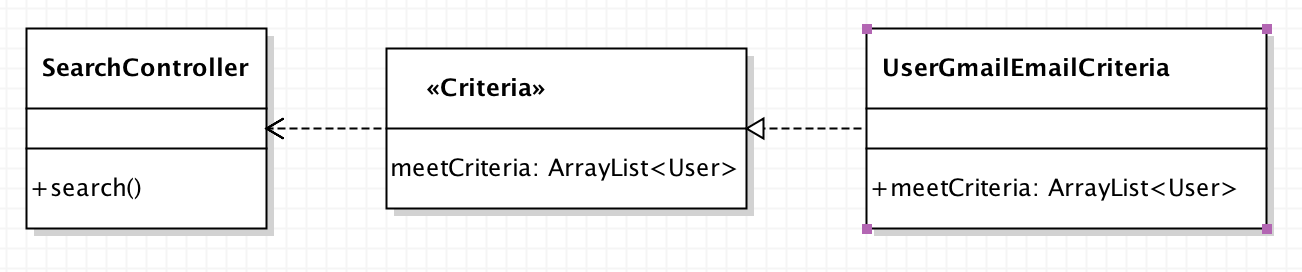 SearchController
+search()
«Criteria»
meetCriteria: ArrayList<User>
UserGmailEmailCriteria
+meetCriteria: ArrayList<User>